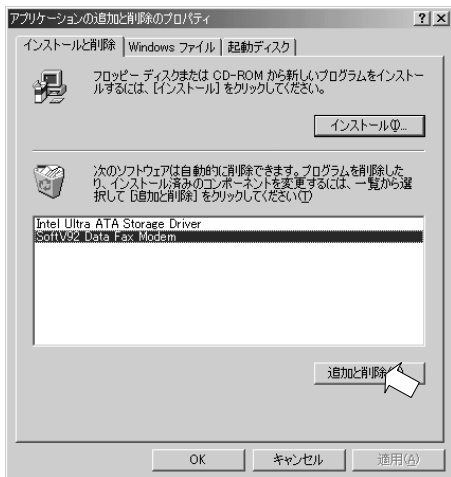 アプリケーションの追加と削除のプロパティ
インストールと削除
Windows ファイル
起動ディスク
フロッピー ディスクまたは CD-ROM から新しいプログラムをインストー
ルするには、[インストール] をクリックしてください。
インストール(I)...
次のソフトウェアは自動的に削除できます。プログラムを削除した
り、インストール済みのコンポーネントを変更するには、一覧から選
択して [追加と削除] をクリックしてください(T)
Intel Ultra ATA Storage Driver
SoftV92 Data Fax Modem
追加と削除
OK
キャンセル
適用(A)